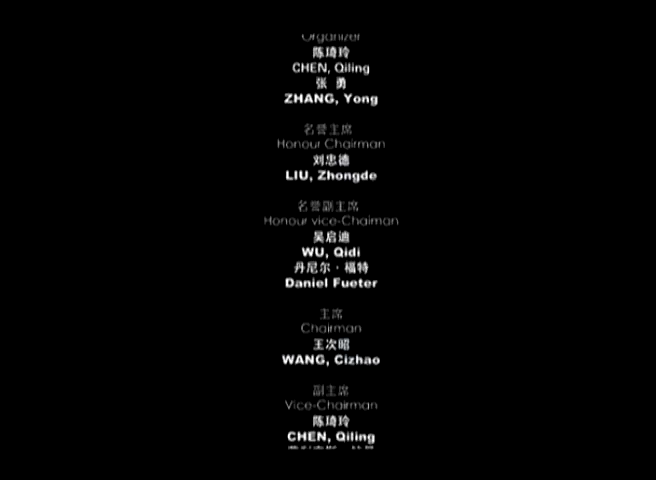 Organizer
陈琦玲
CHEN, Qiling
张 勇
ZHANG, Yong
名誉主席
Honour Chairman
刘忠德
LIU, Zhongde
名誉副主席
Honour vice-Chaiman
吴启迪
WU, Qidi
丹尼尔·福特
Daniel Fueter
主席
Chairman
王次昭
WANG, Cizhao
副主席
Vice-Chairman
陈琦玲
CHEN, Qiling